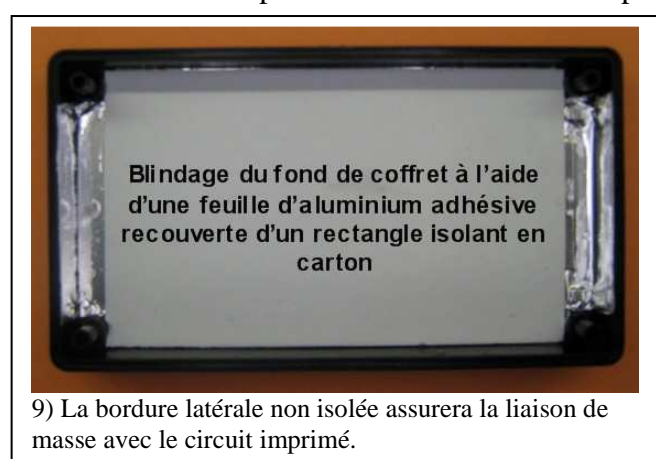 Blindage du fond de coffret à l'aide
d'une feuille d'aluminium adhésive
recouverte d'un rectangle isolant en
carton
9) La bordure latérale non isolée assurera la liaison de
masse avec le circuit imprimé.